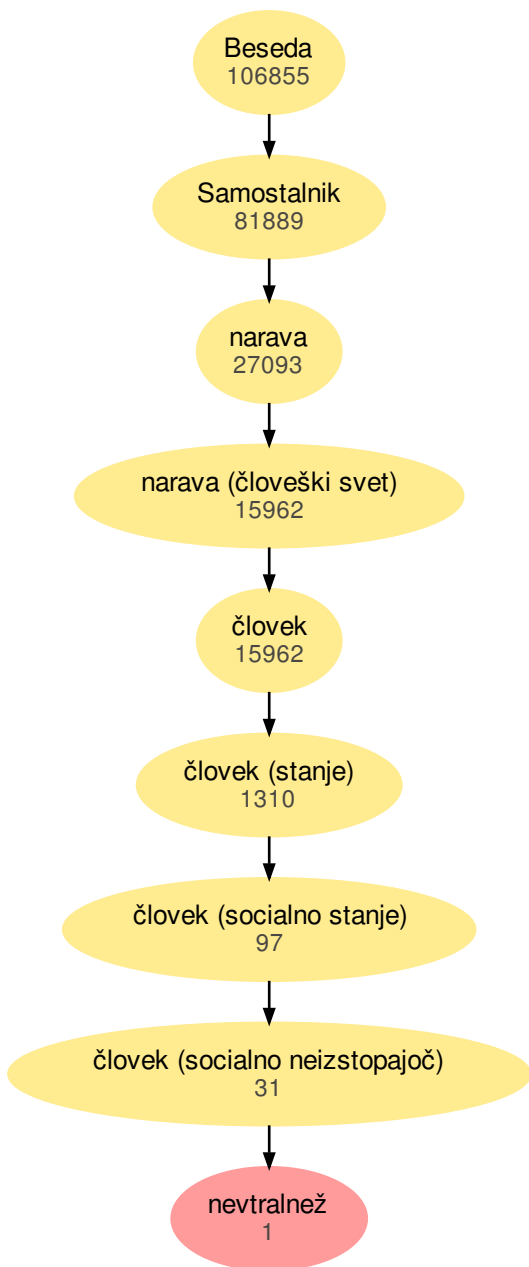 Beseda
106855
Samostalnik
81889
narava
27093
narava (človeški svet)
15962
človek
15962
človek (stanje)
1310
človek (socialno stanje)
97
človek (socialno neizstopajoč)
31
nevtralnež
1